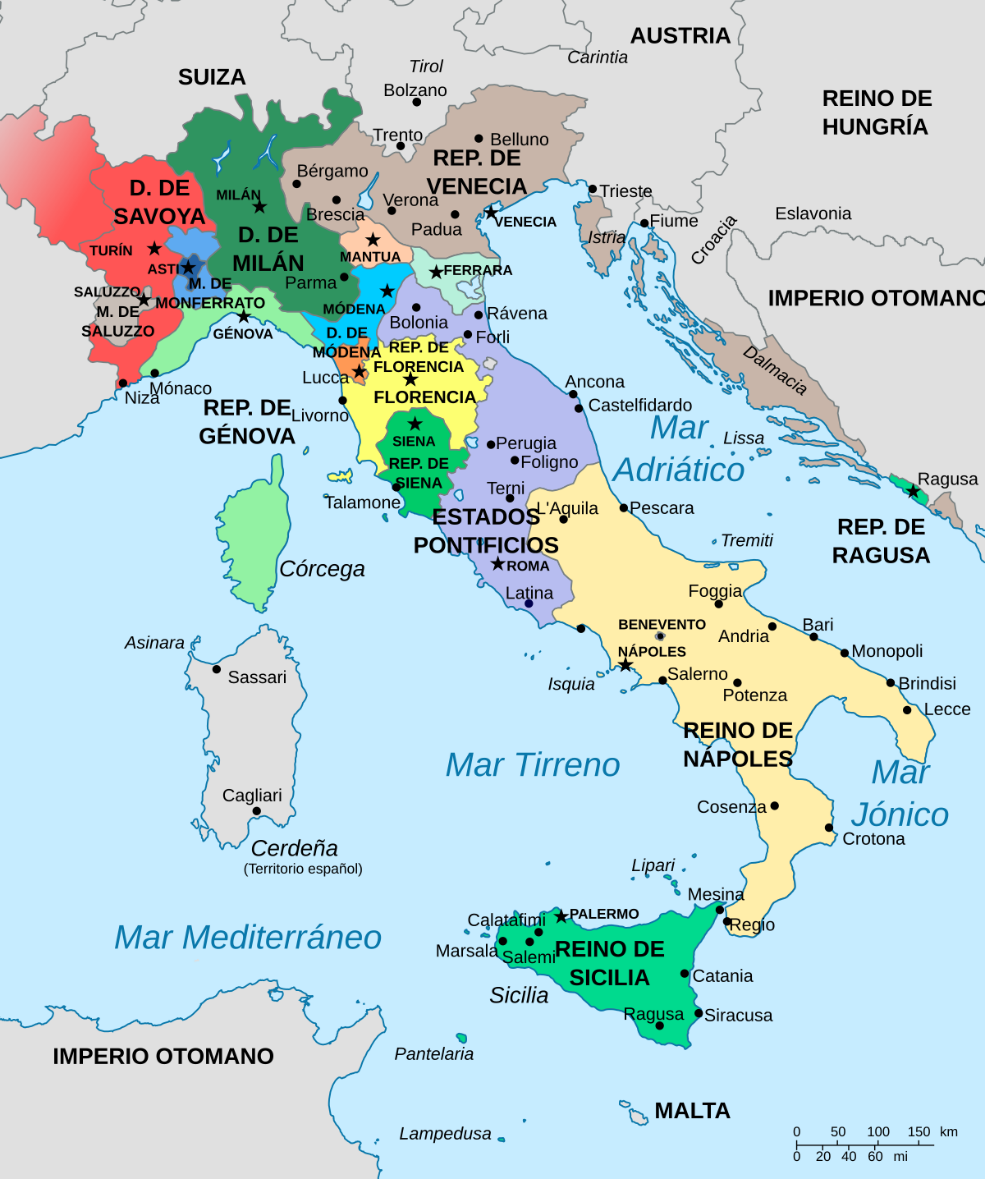 AUSTRIA
Carintia
Tirol
SUIZA
Bolzano
REINO DE
HUNGRÍA
Trento
Belluno
REP. DE
VENECIA
Bérgamo
D. DE
SAVOYA
MILÁN
Brescia
Verona
Padua
VENECIA
Trieste
Fiume
Istria
Croacia
Eslavonia
D. DE
MILÁN
TURÍN
ASTI
MANTUA
FERRARA
Parma
SALUZZO
M. DE
MONFERRATO
M. DE
SALUZZO
IMPERIO OTOMANO
MÓDENA
Bolonia
Rávena
GÉNOVA
D. DE
MÓDENA
Forli
REP. DE
FLORENCIA
FLORENCIA
Lucca
Dalmacia
Niza
Mónaco
REP. DE
GÉNOVA
Livorno
Ancona
Castelfidardo
Mar
Adriático
Lissa
SIENA
REP. DE
SIENA
Perugia
Foligno
Terni
Talamone
Ragusa
L'Aquila
Pescara
ESTADOS
PONTIFICIOS
REP. DE
RAGUSA
Tremiti
ROMA
Córcega
Latina
Foggia
Asinara
BENEVENTO
Andria
Bari
NÁPOLES
Monopoli
Sassari
Isquia
Salerno
Potenza
Brindisi
Lecce
REINO DE
NÁPOLES
Mar Tirreno
Mar
Jónico
Cagliari
Cosenza
Crotona
Cerdeña
(Territorio español)
Lipari
Mesina
Regio
PALERMO
Calatafimi
Mar Mediterráneo
Marsala
Salemi
REINO DE
SICILIA
Catania
Sicilia
Ragusa
Siracusa
IMPERIO OTOMANO
Pantelaria
MALTA
Lampedusa
0 50 100 150 km
0 20 40 60 mi